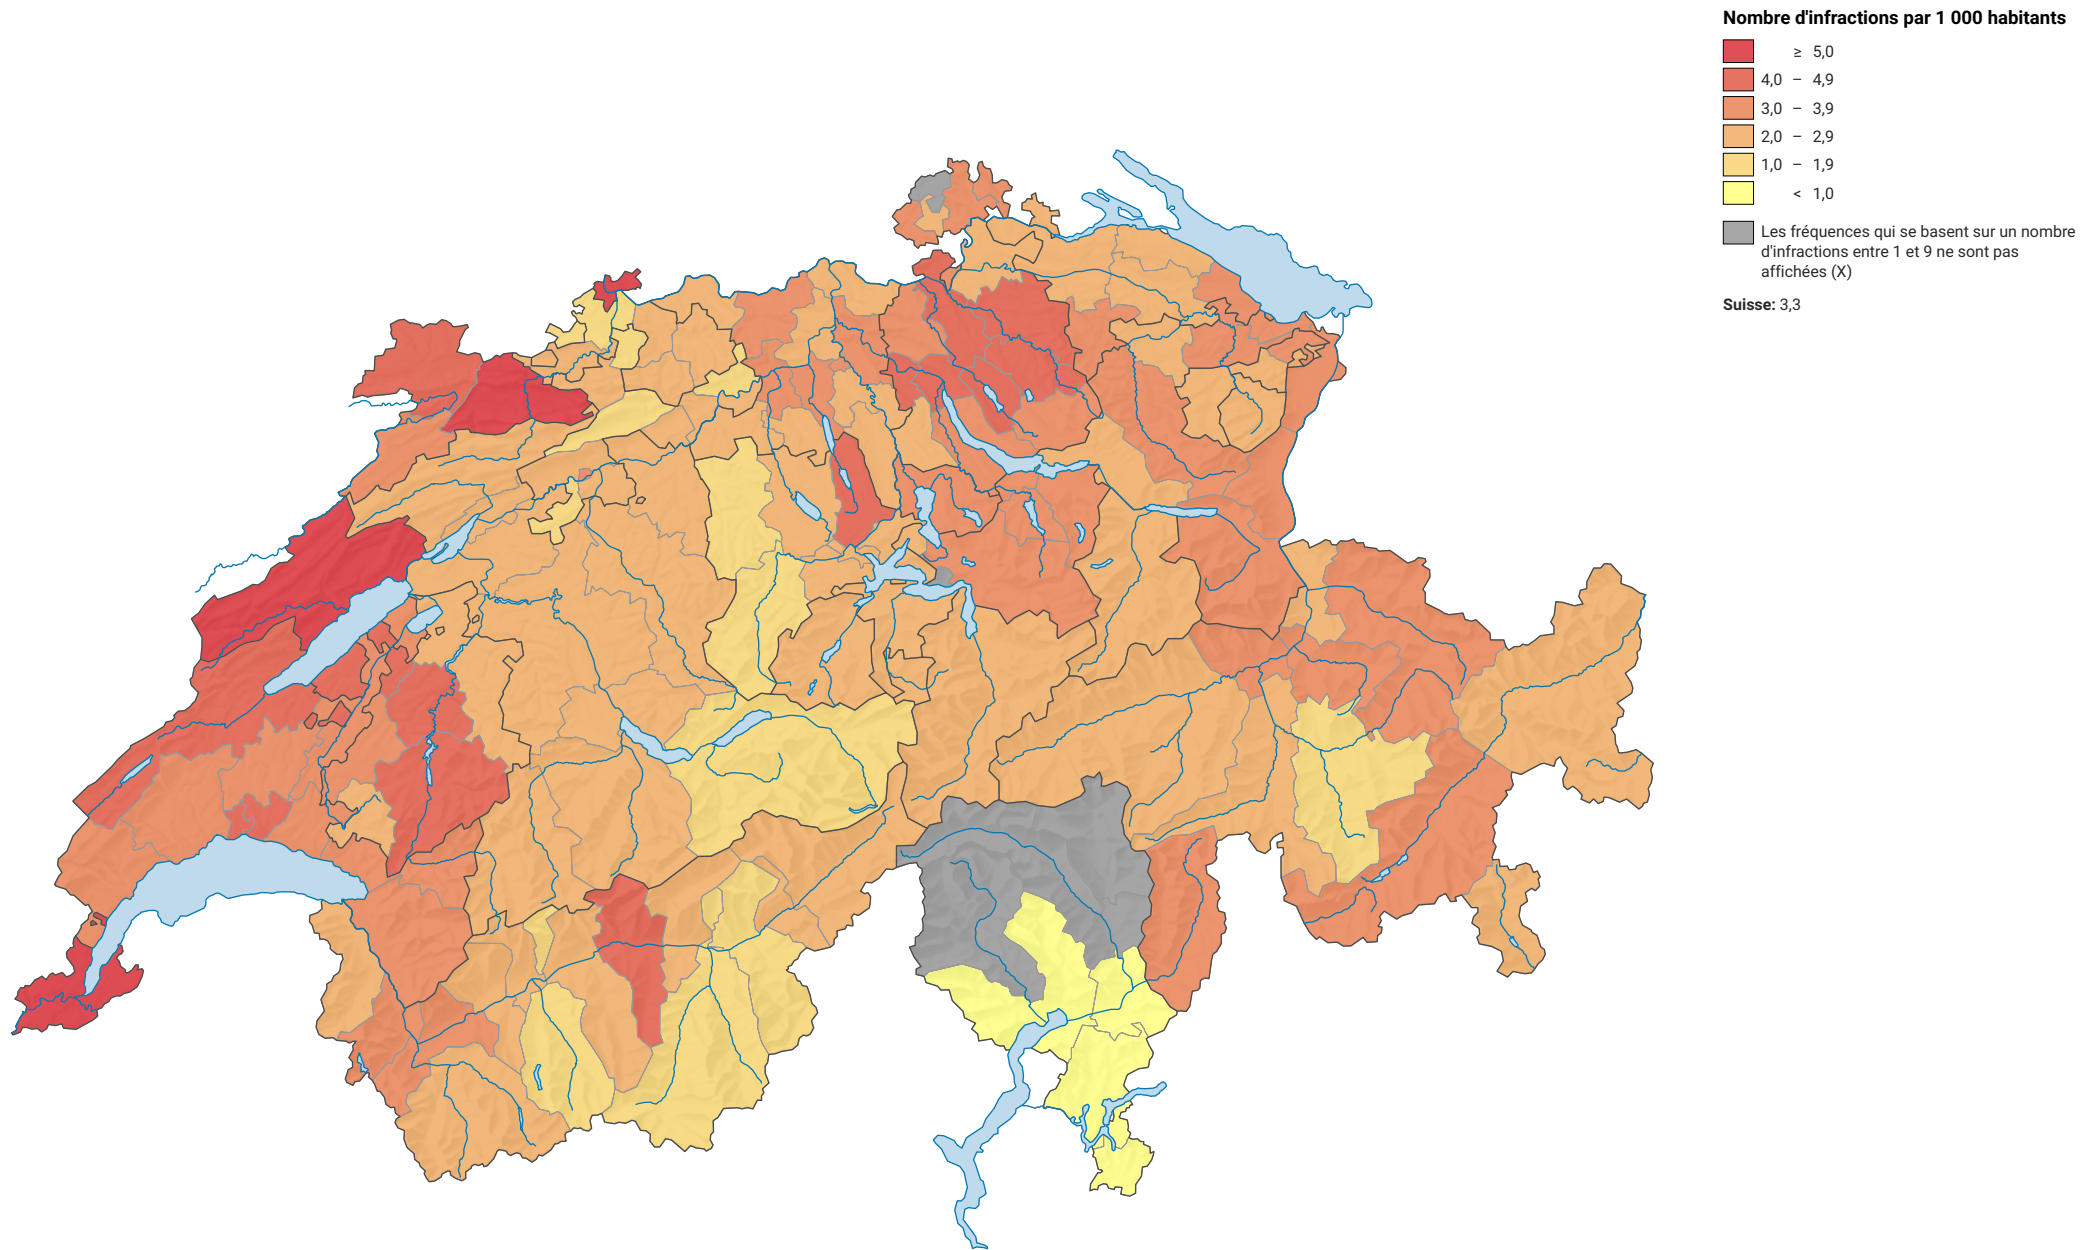 Nombre d'infractions par 1 000 habitants
≥ 5,0
4,0 – 4,9
3,0 – 3,9
2,0 – 2,9
1,0 – 1,9
< 1,0
Les fréquences qui se basent sur un nombre
d'infractions entre 1 et 9 ne sont pas
affichées (X)
Suisse: 3,3